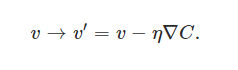 v → v′ = v − η∇C.